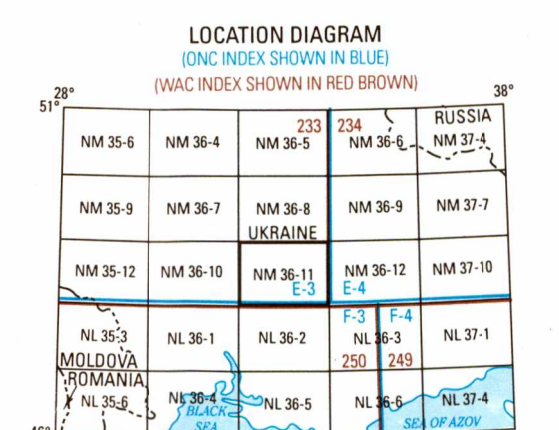 LOCATION DIAGRAM
(ONC INDEX SHOWN IN BLUE)
(WAC INDEX SHOWN IN RED BROWN)
28° 38°
51°
RUSSIA
233 234
NM 35-6 NM 36-4 NM 36-5 NM 36-6 NM 37-4
NM 35-9 NM 36-7 NM 36-8 NM 36-9 NM 37-7
UKRAINE
NM 35-12 NM 36-10 NM 36-11 NM 36-12 NM 37-10
E-3 E-4
F-3 F-4
NL 35-3 NL 36-1 NL 36-2 NL 36-3 NL 37-1
MOLDOVA 250 249
ROMANIA
NL 35-6 NL 36-4 NL 36-5 NL 36-6 NL 37-4
BLACK
SEA SEA OF AZOV
46°